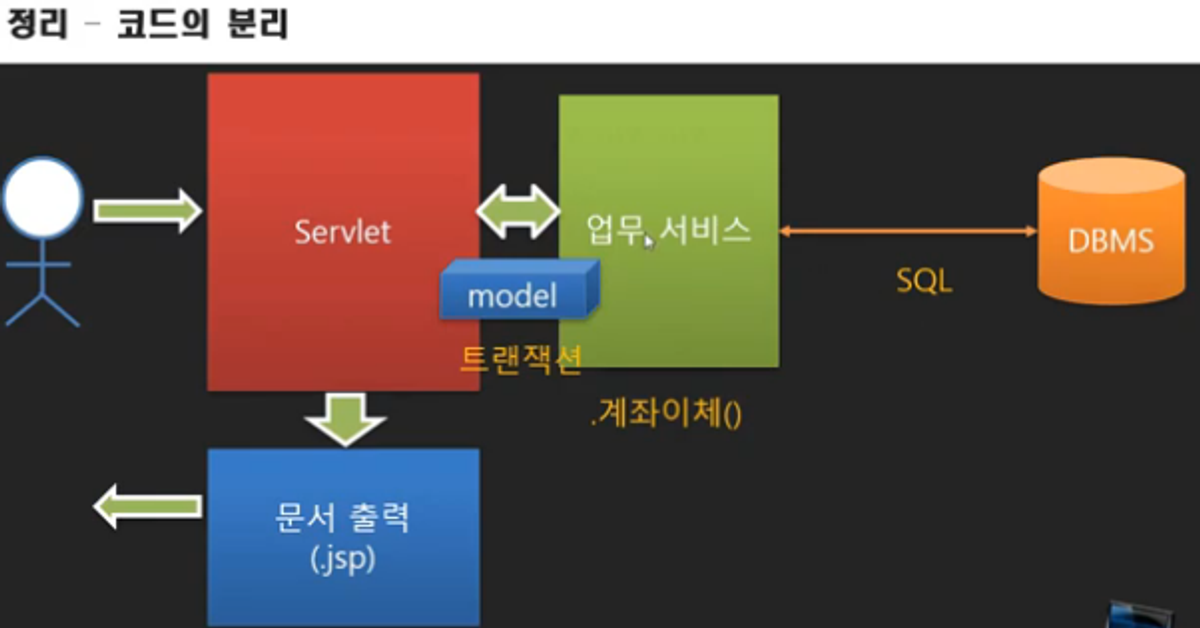 정리 - 코드의 분리
Servlet
업무 서비스
model
DBMS
SQL
트랜잭션
.계좌이체()
문서 출력
(.jsp)